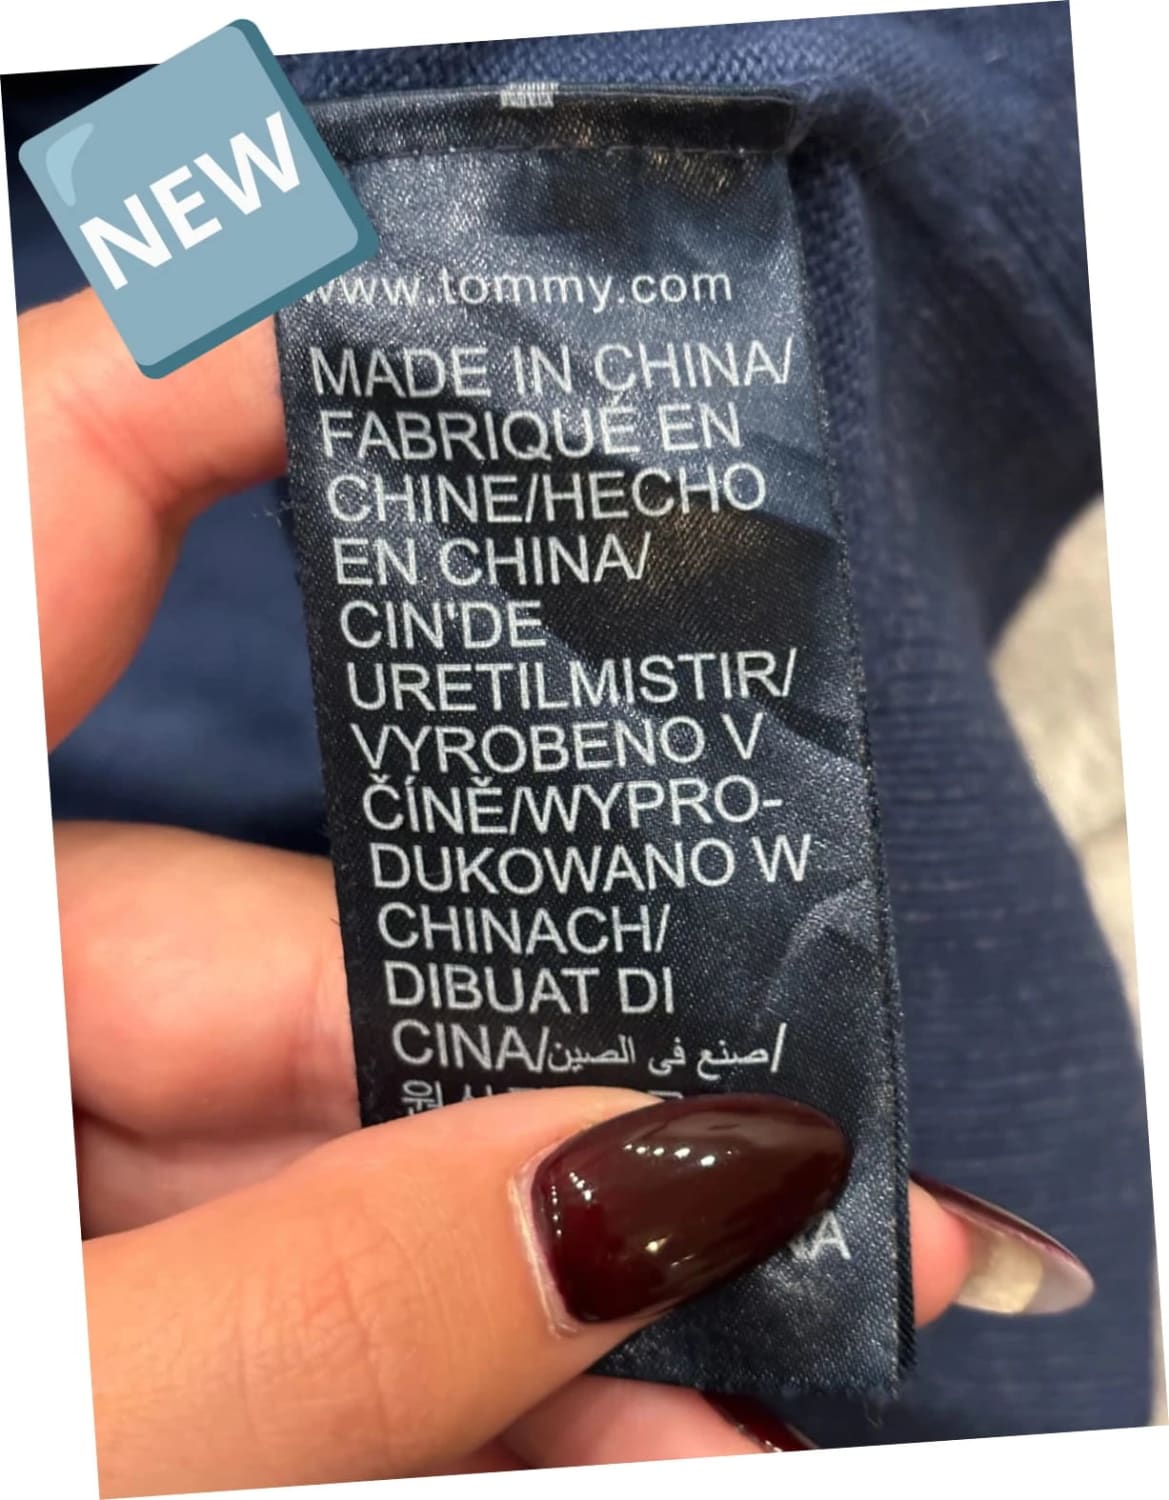 NEW
www.tommy.com
MADE IN CHINA/
FABRIQUÉ EN
CHINE/HECHO
EN CHINA/
CIN'DE
URETILMISTIR/
VYROBENO V
ČÍNĚ/WYPRO-
DUKOWANO W
CHINACH/
DIBUAT DI
CINA/صنع فى الصين/